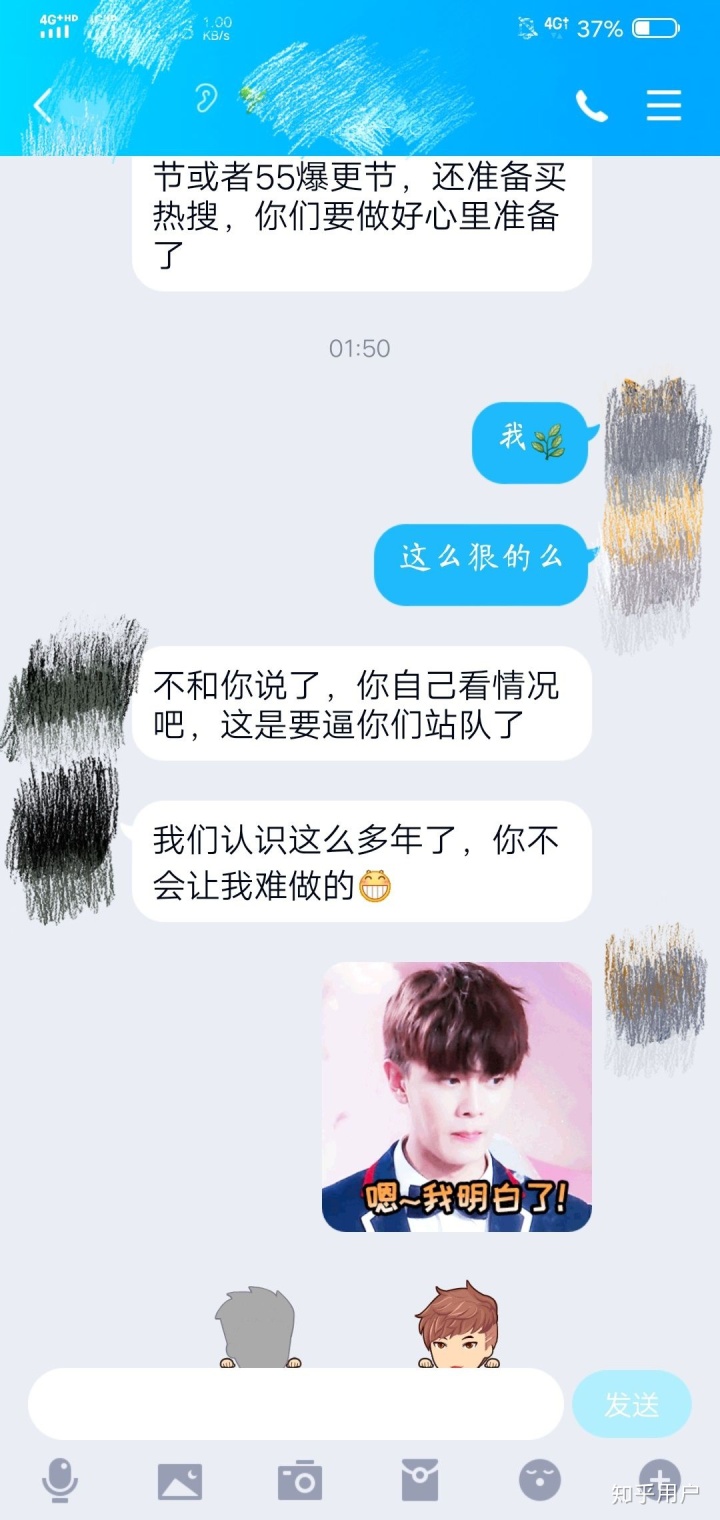 4G+HD
1.00
KB/s
4G↑
37%
节或者55爆更节，还准备买
热搜，你们要做好心里准备
了
01:50
我🌿
这么狠的么
不和你说了，你自己看情况
吧，这是要逼你们站队了
我们认识这么多年了，你不
会让我难做的😁
嗯~我明白了!
发送
知乎用户